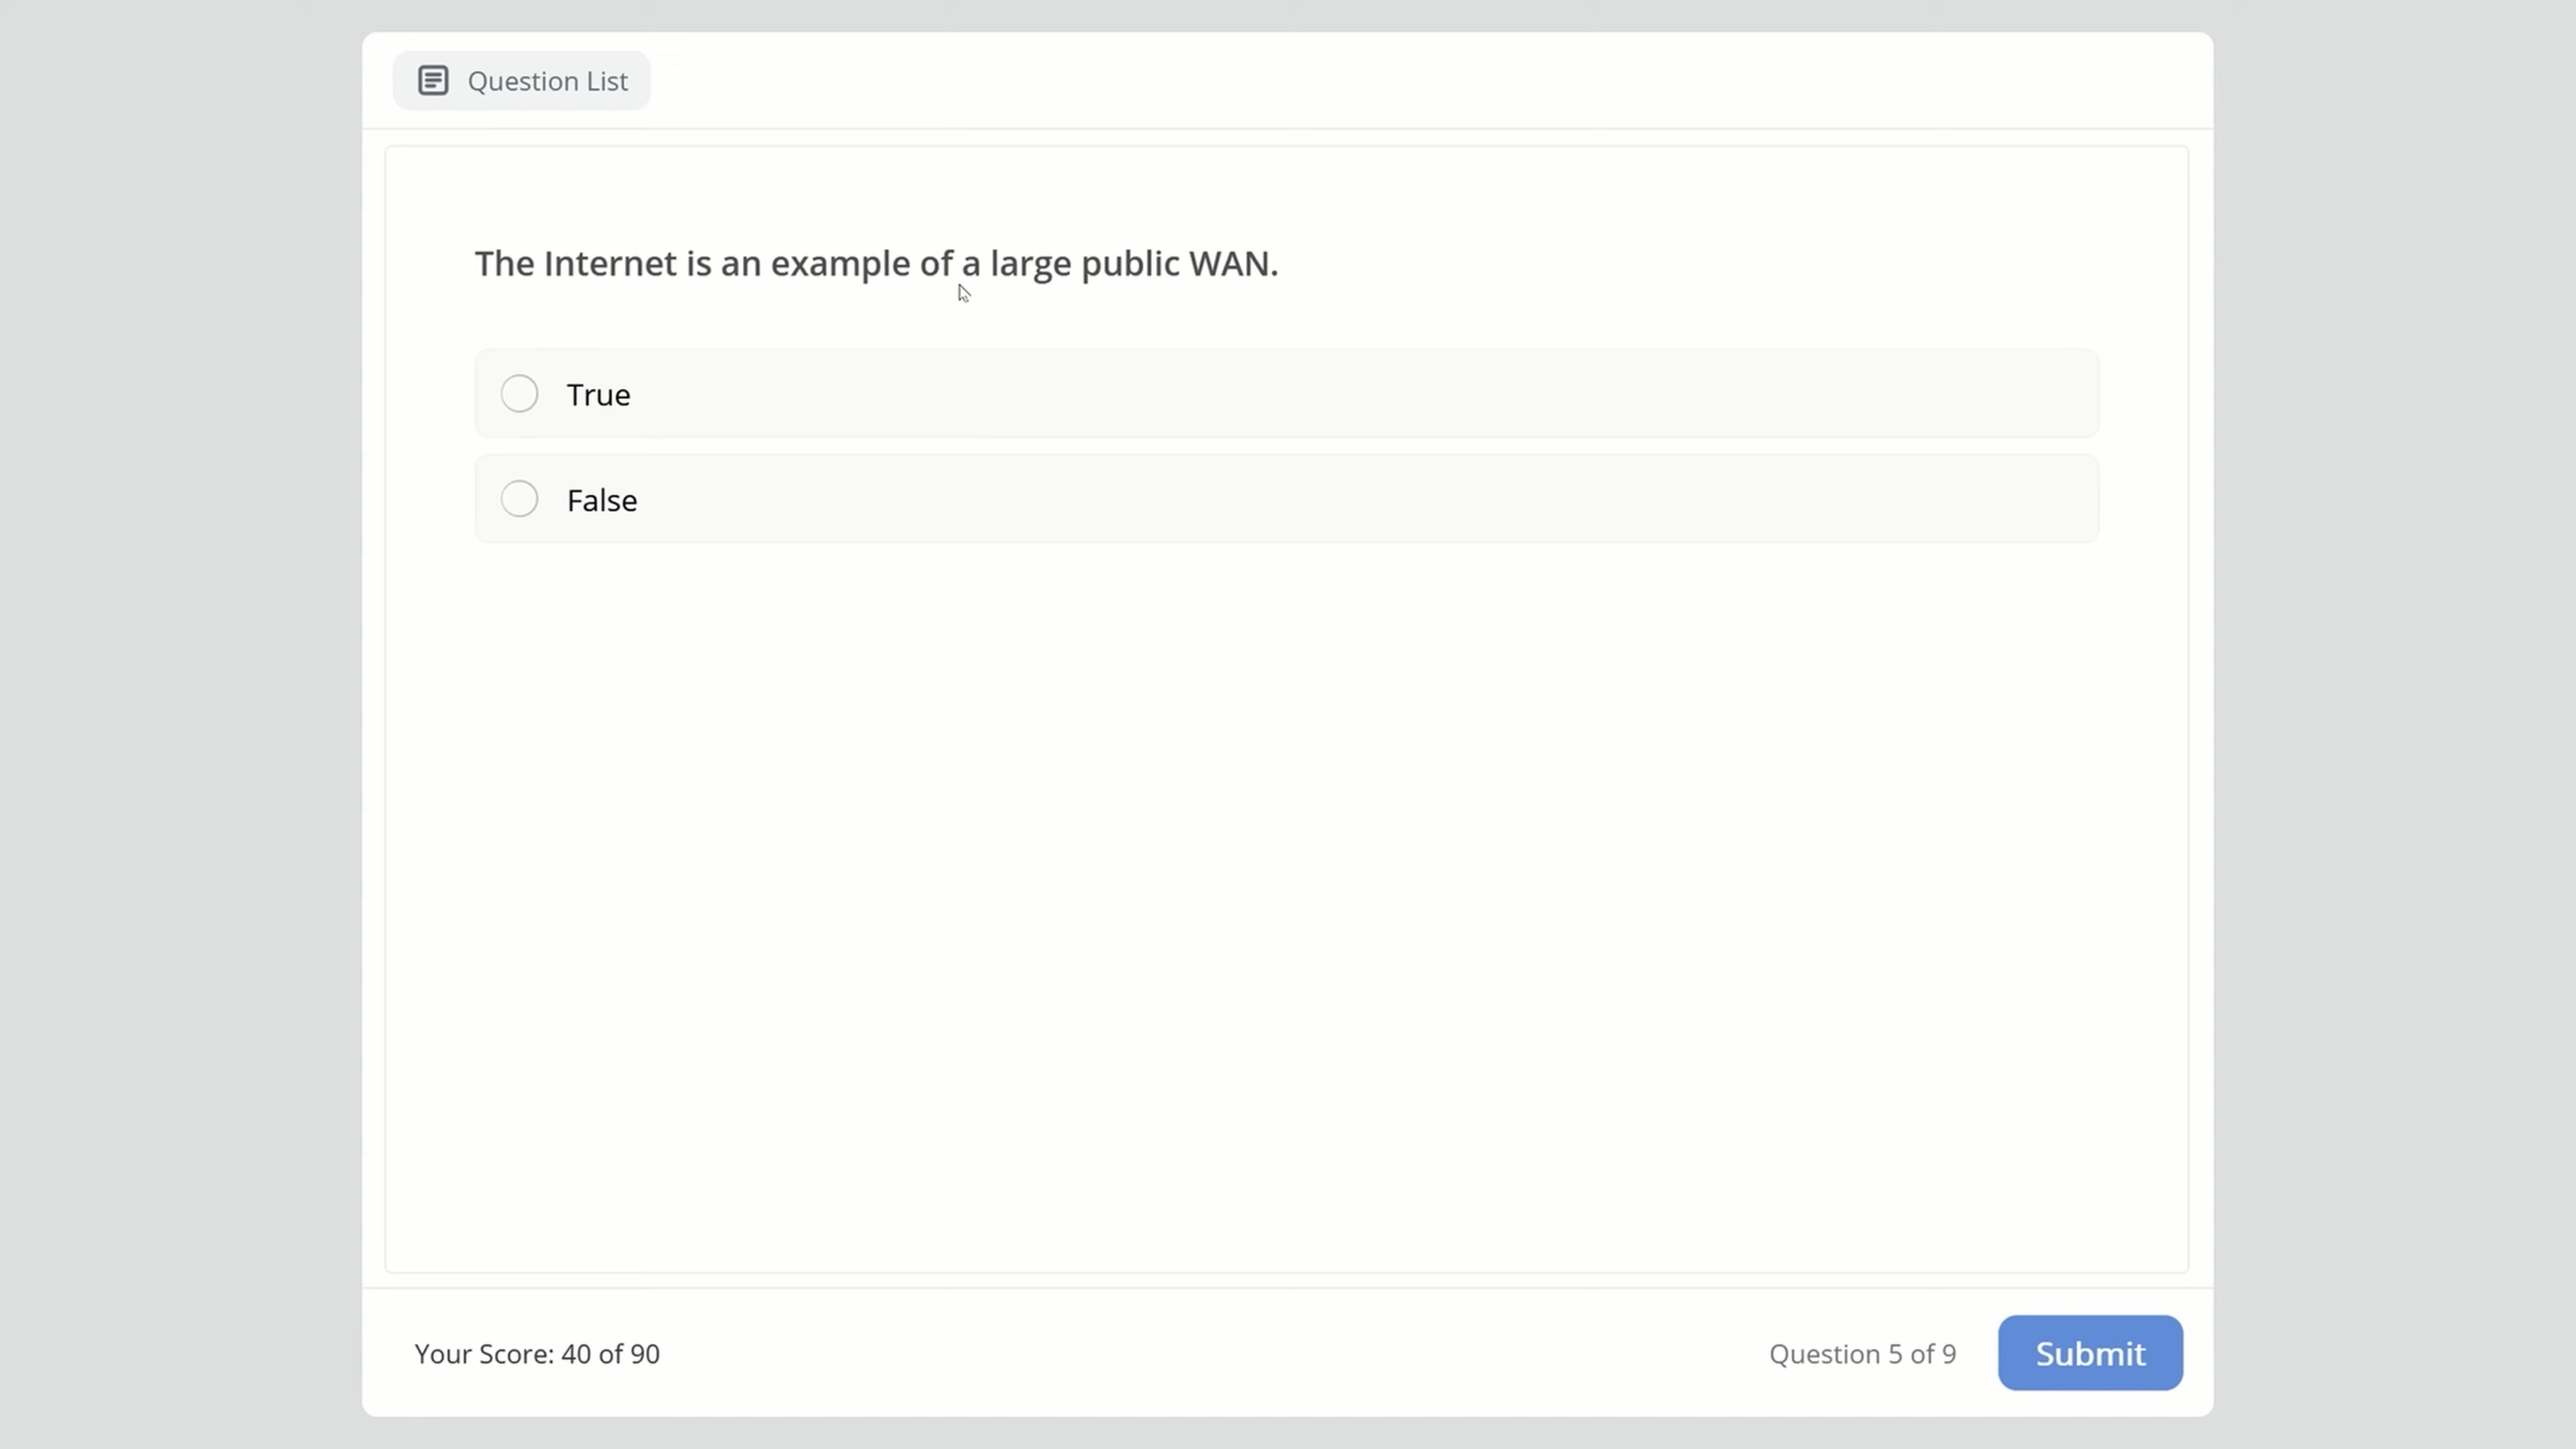 Question List
The Internet is an example of a large public WAN.
True
False
Your Score: 40 of 90
Question 5 of 9
Submit